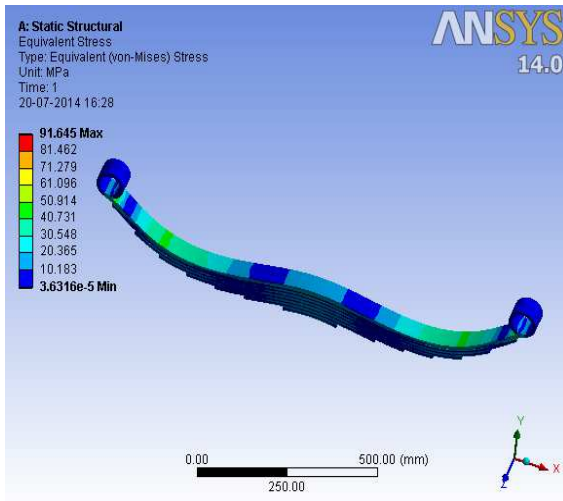 A: Static Structural
Equivalent Stress
Type: Equivalent (von-Mises) Stress
Unit: MPa
Time: 1
20-07-2014 16:28
ANSYS
14.0
91.645 Max
81.462
71.279
61.096
50.914
40.731
30.548
20.365
10.183
3.6316e-5 Min
0.00
500.00 (mm)
250.00
Y
X
Z